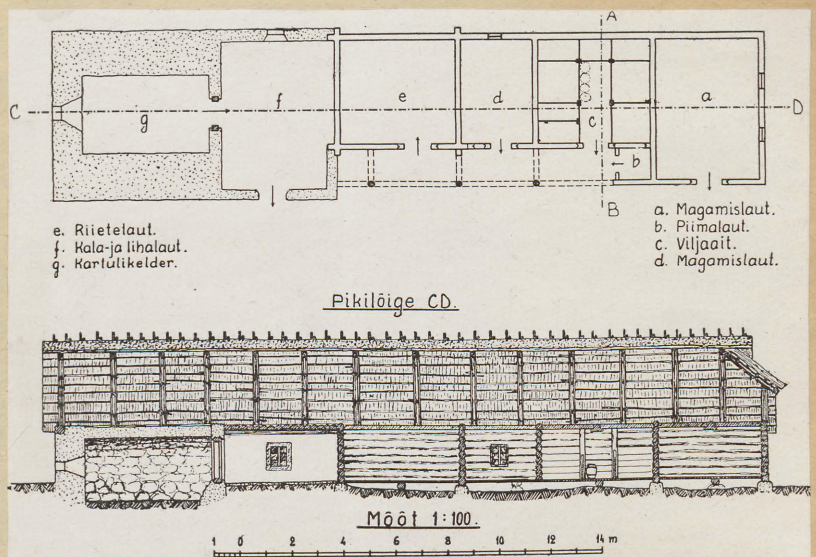 A
C
g
f
e
d
c
b
a
D
B
e. Riietelaut.
f. Kala-ja lihalaut.
g. Kartulikelder.
a. Magamislaut.
b. Piimalaut.
c. Viljaait.
d. Magamislaut.
Pikilõige CD.
Mõõt 1:100.
1 0 2 4 6 8 10 12 14 m